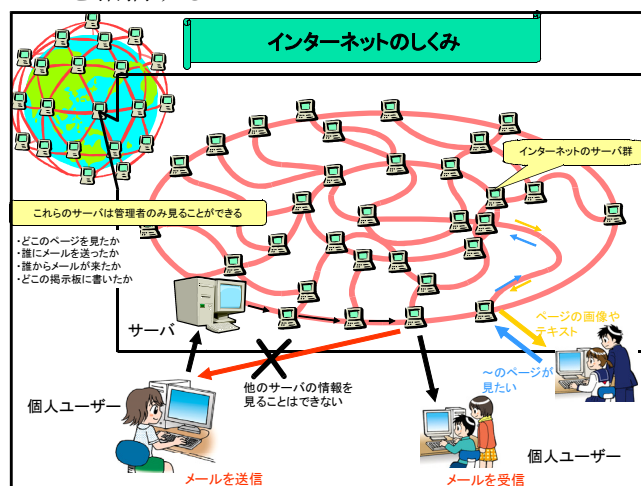 インターネットのしくみ
インターネットのサーバ群
これらのサーバは管理者のみ見ることができる
・どこのページを見たか
・誰にメールを送ったか
・誰からメールが来たか
・どこの掲示板に書いたか
サーバ
ページの画像や
テキスト
~のページが
見たい
他のサーバの情報を
見ることはできない
個人ユーザー
個人ユーザー
メールを送信
メールを受信